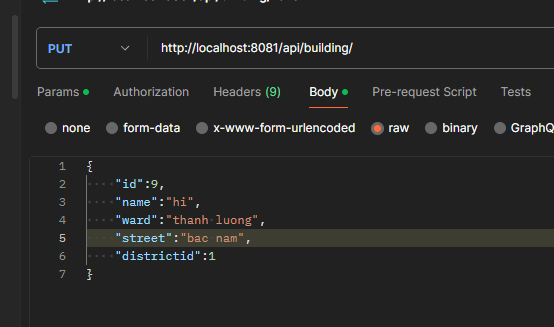 PUT http://localhost:8081/api/building/
Params Authorization Headers (9) Body Pre-request Script Tests
none form-data x-www-form-urlencoded raw binary GraphQ
1 {
2 "id":9,
3 "name":"hi",
4 "ward":"thanh luong",
5 "street":"bac nam",
6 "districtid":1
7 }